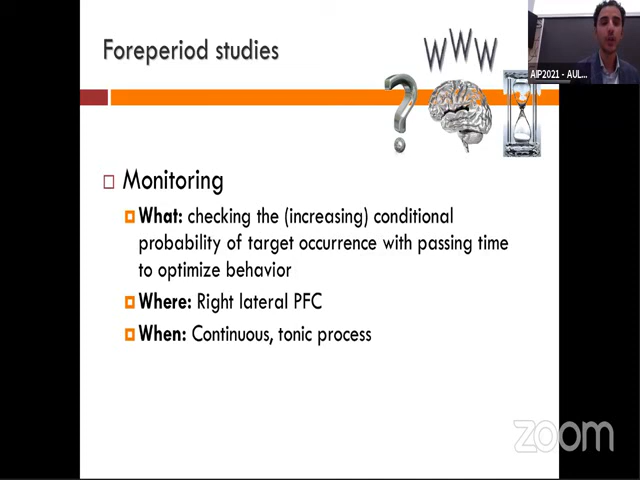 Foreperiod studies
WWW
AIP2021 - AUL...
Monitoring
What: checking the (increasing) conditional
probability of target occurrence with passing time
to optimize behavior
Where: Right lateral PFC
When: Continuous, tonic process
zoom